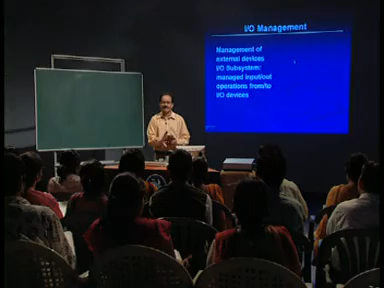 I/O Management
Management of
external devices
I/O Subsystem:
managed Input/out
operations from/to
I/O devices